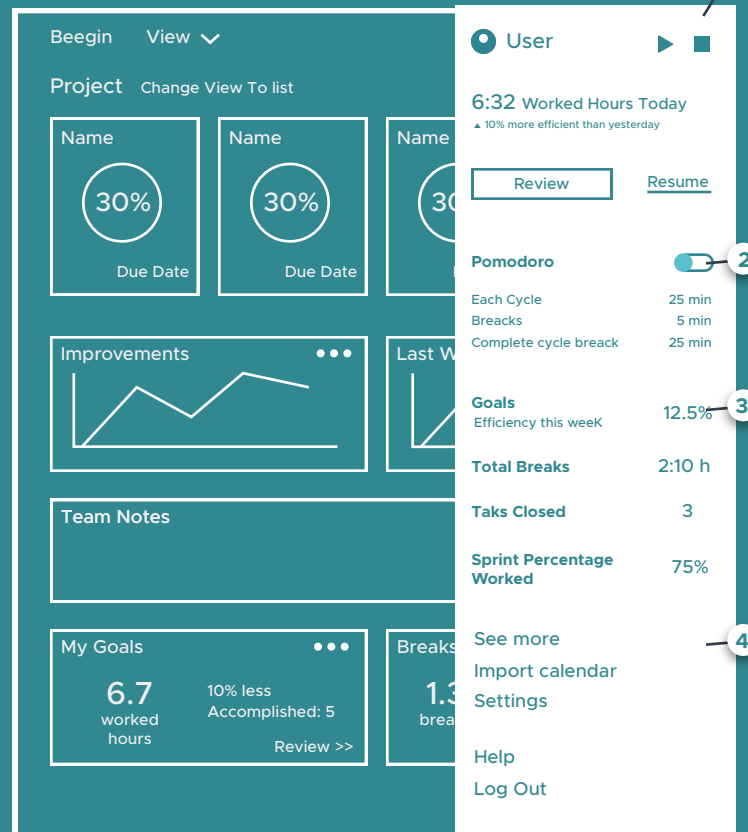 Beegin
View
Project
Change View To list
Name
30%
Due Date
Name
30%
Due Date
Name
Improvements
Last W
Team Notes
My Goals
6.7
worked
hours
10% less
Accomplished: 5
Review >>
Breaks
User
6:32 Worked Hours Today
10% more efficient than yesterday
Review
Resume
Pomodoro
2
Each Cycle 25 min
Breacks 5 min
Complete cycle breack 25 min
Goals
Efficiency this weeK
12.5%
3
Total Breaks 2:10 h
Taks Closed 3
Sprint Percentage
Worked
75%
See more
4
Import calendar
Settings
Help
Log Out